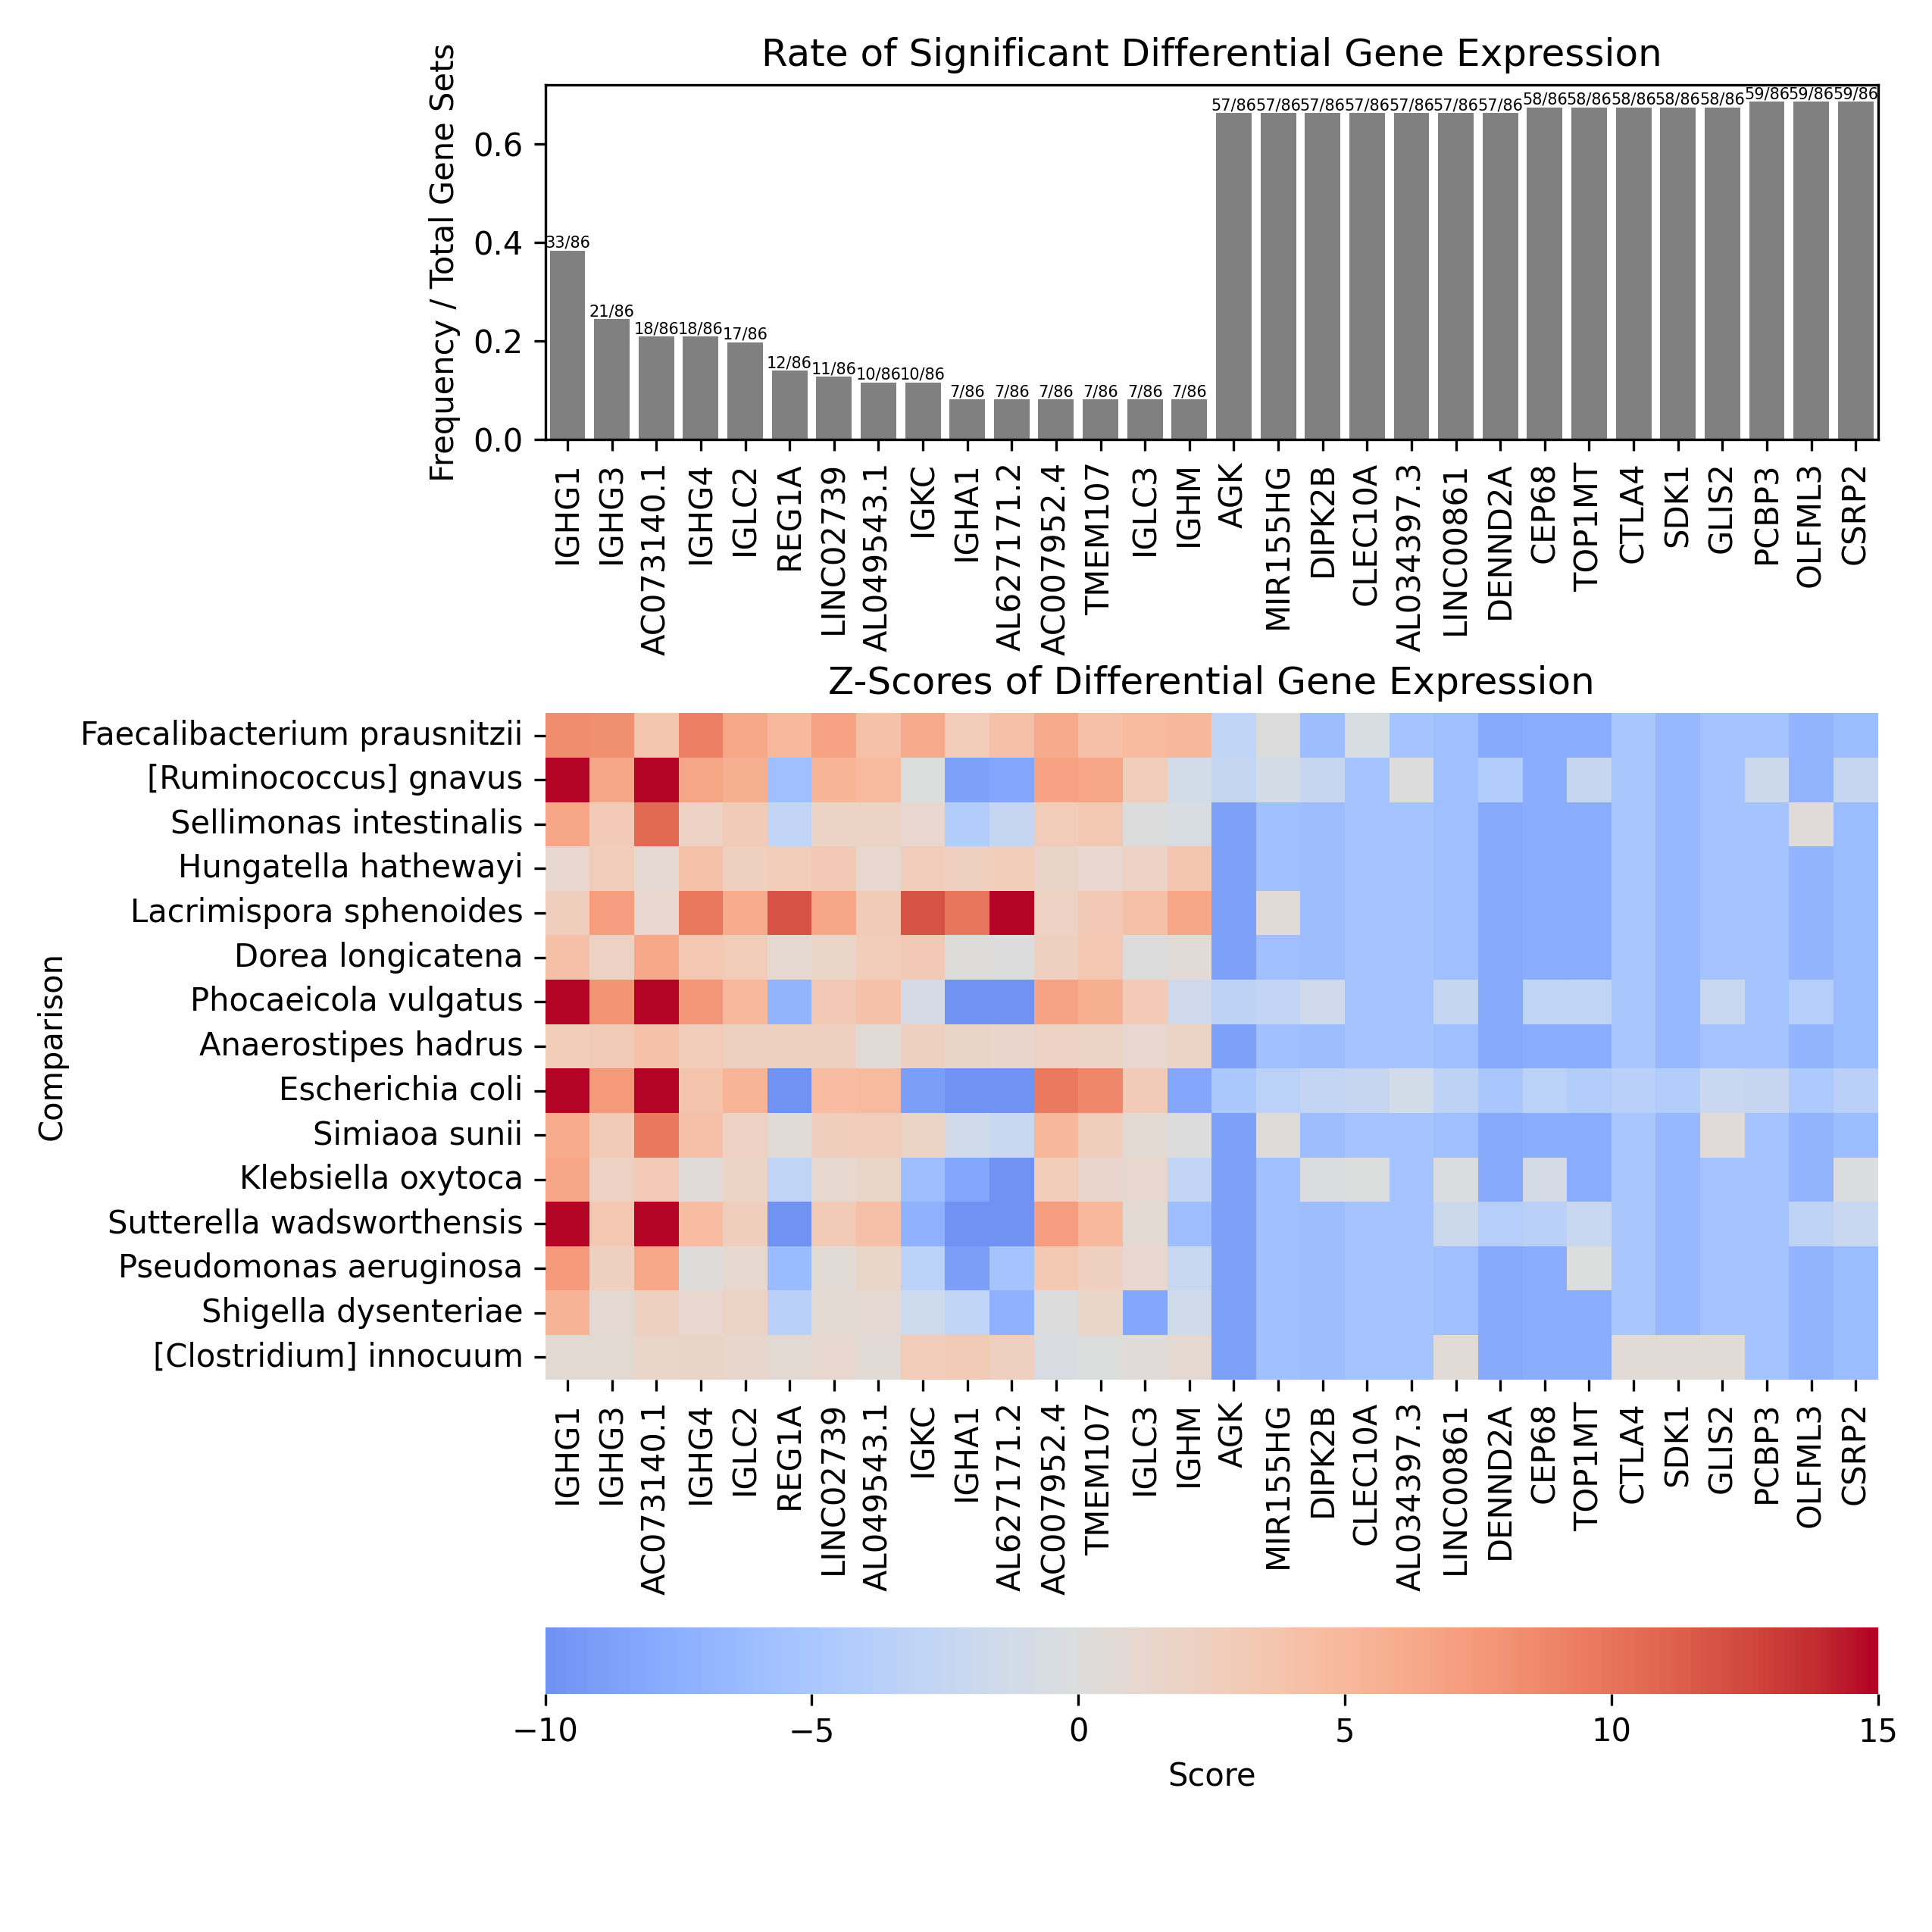 Rate of Significant Differential Gene Expression
Frequency / Total Gene Sets
0.6
0.4
0.2
0.0
33/86 21/86 18/86 18/86 17/86 12/86 11/86 10/86 10/86 7/86 7/86 7/86 7/86 7/86 7/86 57/86 57/86 57/86 57/86 57/86 57/86 57/86 58/86 58/86 58/86 58/86 58/86 59/86 59/86 59/86
IGHG1 IGHG3 AC073140.1 IGHG4 IGLC2 REG1A LINC02739 AL049543.1 IGKC IGHA1 AL627171.2 AC007952.4 TMEM107 IGLC3 IGHM AGK MIR155HG DIPK2B CLEC10A AL034397.3 LINC00861 DENND2A CEP68 TOP1MT CTLA4 SDK1 GLIS2 PCBP3 OLFML3 CSRP2
Z-Scores of Differential Gene Expression
Comparison
Faecalibacterium prausnitzii
[Ruminococcus] gnavus
Sellimonas intestinalis
Hungatella hathewayi
Lacrimispora sphenoides
Dorea longicatena
Phocaeicola vulgatus
Anaerostipes hadrus
Escherichia coli
Simiaoa sunii
Klebsiella oxytoca
Sutterella wadsworthensis
Pseudomonas aeruginosa
Shigella dysenteriae
[Clostridium] innocuum
IGHG1 IGHG3 AC073140.1 IGHG4 IGLC2 REG1A LINC02739 AL049543.1 IGKC IGHA1 AL627171.2 AC007952.4 TMEM107 IGLC3 IGHM AGK MIR155HG DIPK2B CLEC10A AL034397.3 LINC00861 DENND2A CEP68 TOP1MT CTLA4 SDK1 GLIS2 PCBP3 OLFML3 CSRP2
−10 −5 0 5 10 15
Score